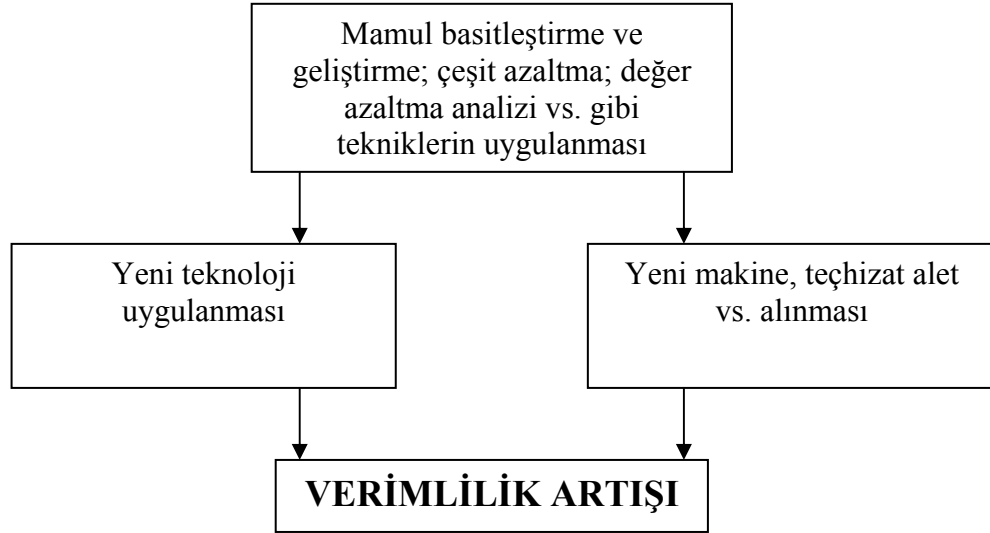 Mamul basitleştirme ve
geliştirme; çeşit azaltma; değer
azaltma analizi vs. gibi
tekniklerin uygulanması
Yeni teknoloji
uygulanması
Yeni makine, teçhizat alet
vs. alınması
VERİMLİLİK ARTIŞI